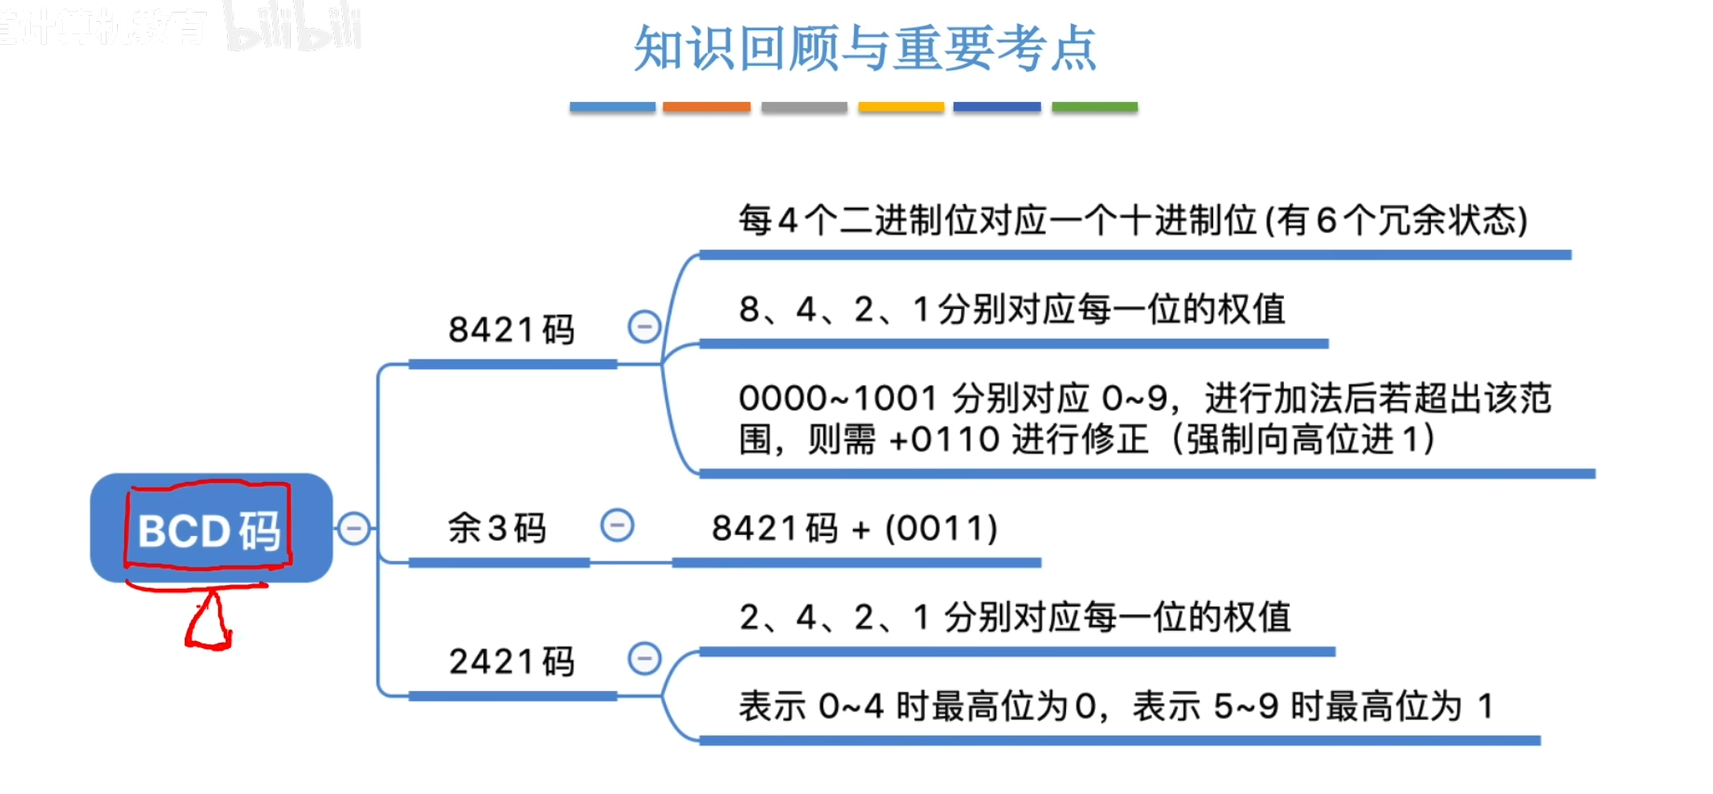 计算机教育 bilibili
知识回顾与重要考点
每4个二进制位对应一个十进制位(有6个冗余状态)
8、4、2、1分别对应每一位的权值
8421码
0000~1001 分别对应 0~9，进行加法后若超出该范
围，则需 +0110 进行修正（强制向高位进1）
BCD码
余3码
8421码 + (0011)
2、4、2、1 分别对应每一位的权值
2421码
表示 0~4 时最高位为0，表示 5~9 时最高位为 1